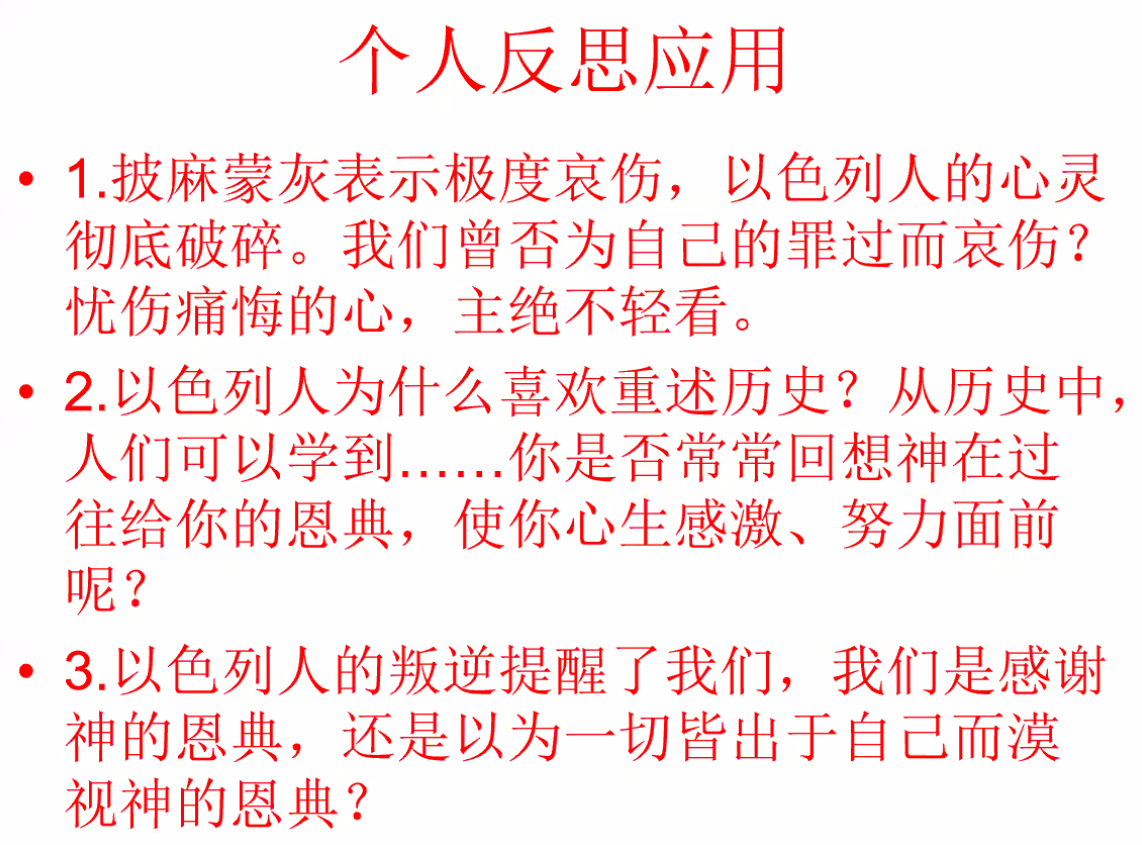 个人反思应用
• 1.披麻蒙灰表示极度哀伤，以色列人的心灵
彻底破碎。我们曾否为自己的罪过而哀伤？
忧伤痛悔的心，主绝不轻看。
• 2.以色列人为什么喜欢重述历史？从历史中，
人们可以学到……你是否常常回想神在过
往给你的恩典，使你心生感激、努力面前
呢？
• 3.以色列人的叛逆提醒了我们，我们是感谢
神的恩典，还是以为一切皆出于自己而漠
视神的恩典？